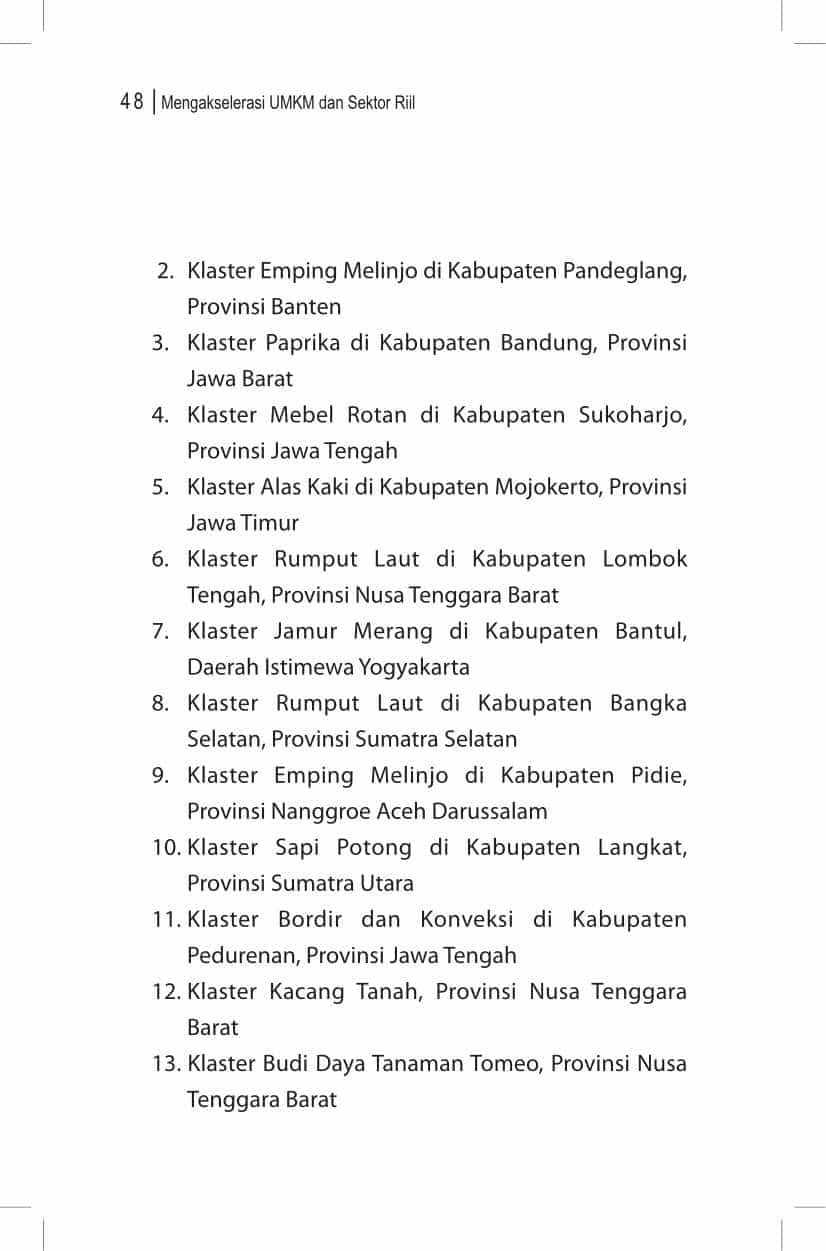 48 | Mengakselerasi UMKM dan Sektor Riil
2. Klaster Emping Melinjo di Kabupaten Pandeglang,
Provinsi Banten
3. Klaster Paprika di Kabupaten Bandung, Provinsi
Jawa Barat
4. Klaster Mebel Rotan di Kabupaten Sukoharjo,
Provinsi Jawa Tengah
5. Klaster Alas Kaki di Kabupaten Mojokerto, Provinsi
Jawa Timur
6. Klaster Rumput Laut di Kabupaten Lombok
Tengah, Provinsi Nusa Tenggara Barat
7. Klaster Jamur Merang di Kabupaten Bantul,
Daerah Istimewa Yogyakarta
8. Klaster Rumput Laut di Kabupaten Bangka
Selatan, Provinsi Sumatra Selatan
9. Klaster Emping Melinjo di Kabupaten Pidie,
Provinsi Nanggroe Aceh Darussalam
10. Klaster Sapi Potong di Kabupaten Langkat,
Provinsi Sumatra Utara
11. Klaster Bordir dan Konveksi di Kabupaten
Pedurenan, Provinsi Jawa Tengah
12. Klaster Kacang Tanah, Provinsi Nusa Tenggara
Barat
13. Klaster Budi Daya Tanaman Tomeo, Provinsi Nusa
Tenggara Barat